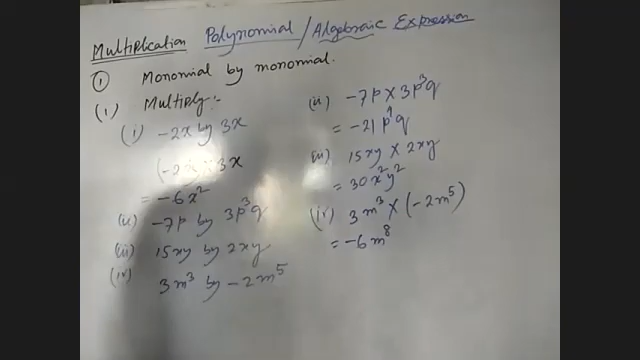 Multiplication Polynomial / Algebraic Expression
① Monomial by monomial.
(1) Multiply:-
(i) -2x by 3x
(-2x) × 3x
= -6x²
(ii) -7p by 3p³q
(iii) 15xy by 2xy
(iv) 3m³ by -2m⁵
(ii) -7p × 3p³q
= -21p⁴q
(iii) 15xy × 2xy
= 30x²y²
(iv) 3m³ × (-2m⁵)
= -6m⁸